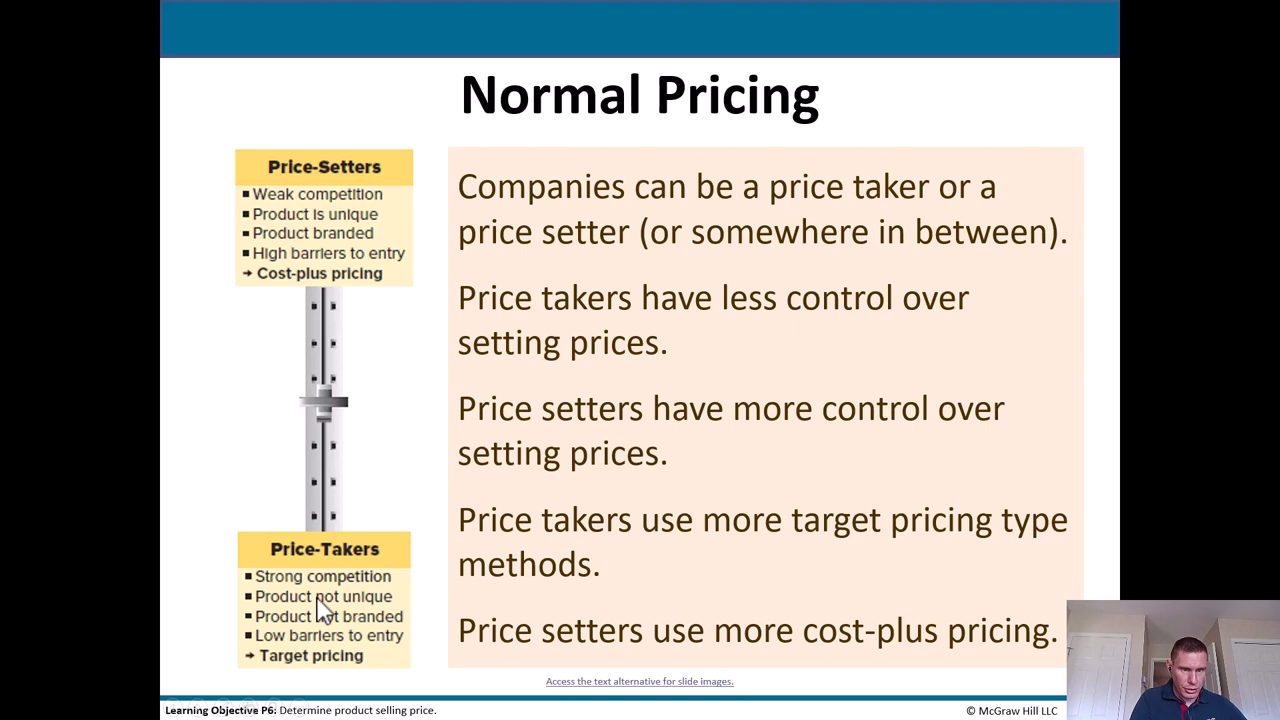 Normal Pricing
Price-Setters
▪ Weak competition
▪ Product is unique
▪ Product branded
▪ High barriers to entry
→ Cost-plus pricing
Price-Takers
▪ Strong competition
▪ Product not unique
▪ Product not branded
▪ Low barriers to entry
→ Target pricing
Companies can be a price taker or a
price setter (or somewhere in between).
Price takers have less control over
setting prices.
Price setters have more control over
setting prices.
Price takers use more target pricing type
methods.
Price setters use more cost-plus pricing.
Access the text alternative for slide images.
Learning Objective P6: Determine product selling price.
© McGraw Hill LLC